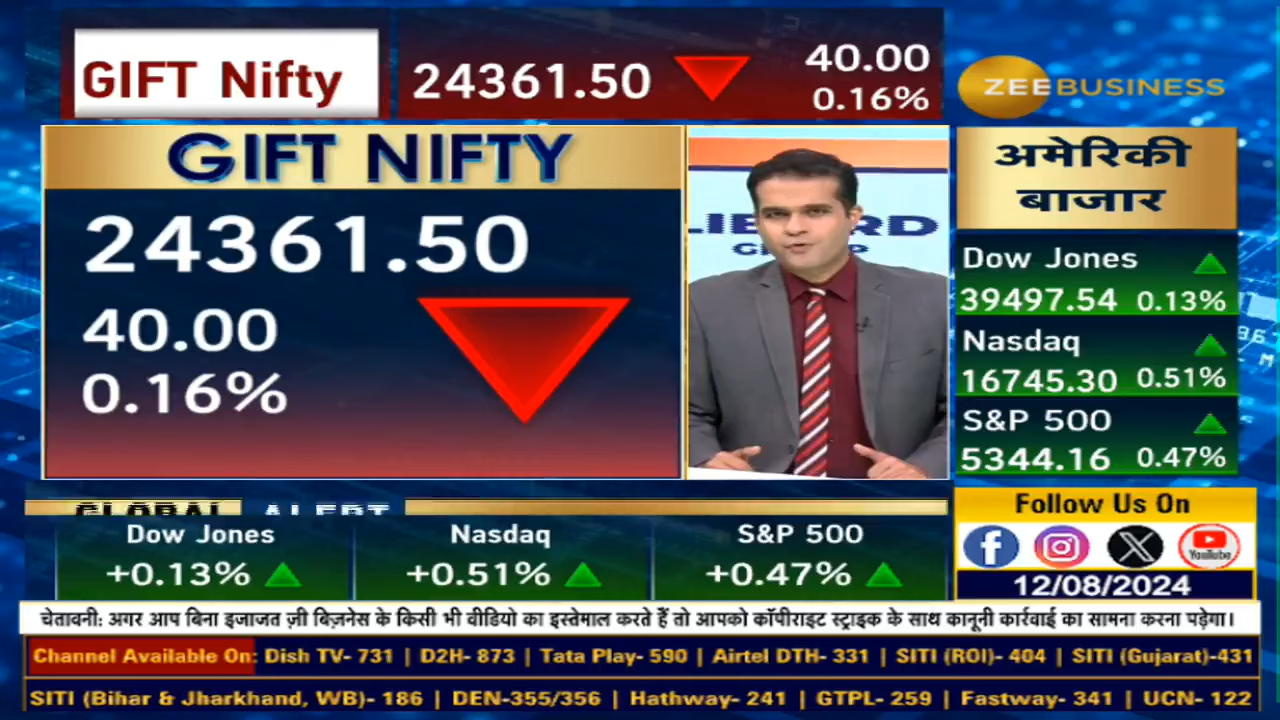 GIFT Nifty
24361.50
40.00
0.16%
ZEEBUSINESS
GIFT NIFTY
24361.50
40.00
0.16%
अमेरिकी
बाजार
Dow Jones
39497.54 0.13%
Nasdaq
16745.30 0.51%
S&P 500
5344.16 0.47%
GLOBAL ALERT
Dow Jones
+0.13%
Nasdaq
+0.51%
S&P 500
+0.47%
Follow Us On
YouTube
12/08/2024
चेतावनी: अगर आप बिना इजाजत ज़ी बिज़नेस के किसी भी वीडियो का इस्तेमाल करते हैं तो आपको कॉपीराइट स्ट्राइक के साथ कानूनी कार्रवाई का सामना करना पड़ेगा।
Channel Available On: Dish TV- 731 | D2H- 873 | Tata Play- 590 | Airtel DTH- 331 | SITI (ROI)- 404 | SITI (Gujarat)-431
SITI (Bihar & Jharkhand, WB)- 186 | DEN-355/356 | Hathway- 241 | GTPL- 259 | Fastway- 341 | UCN- 122